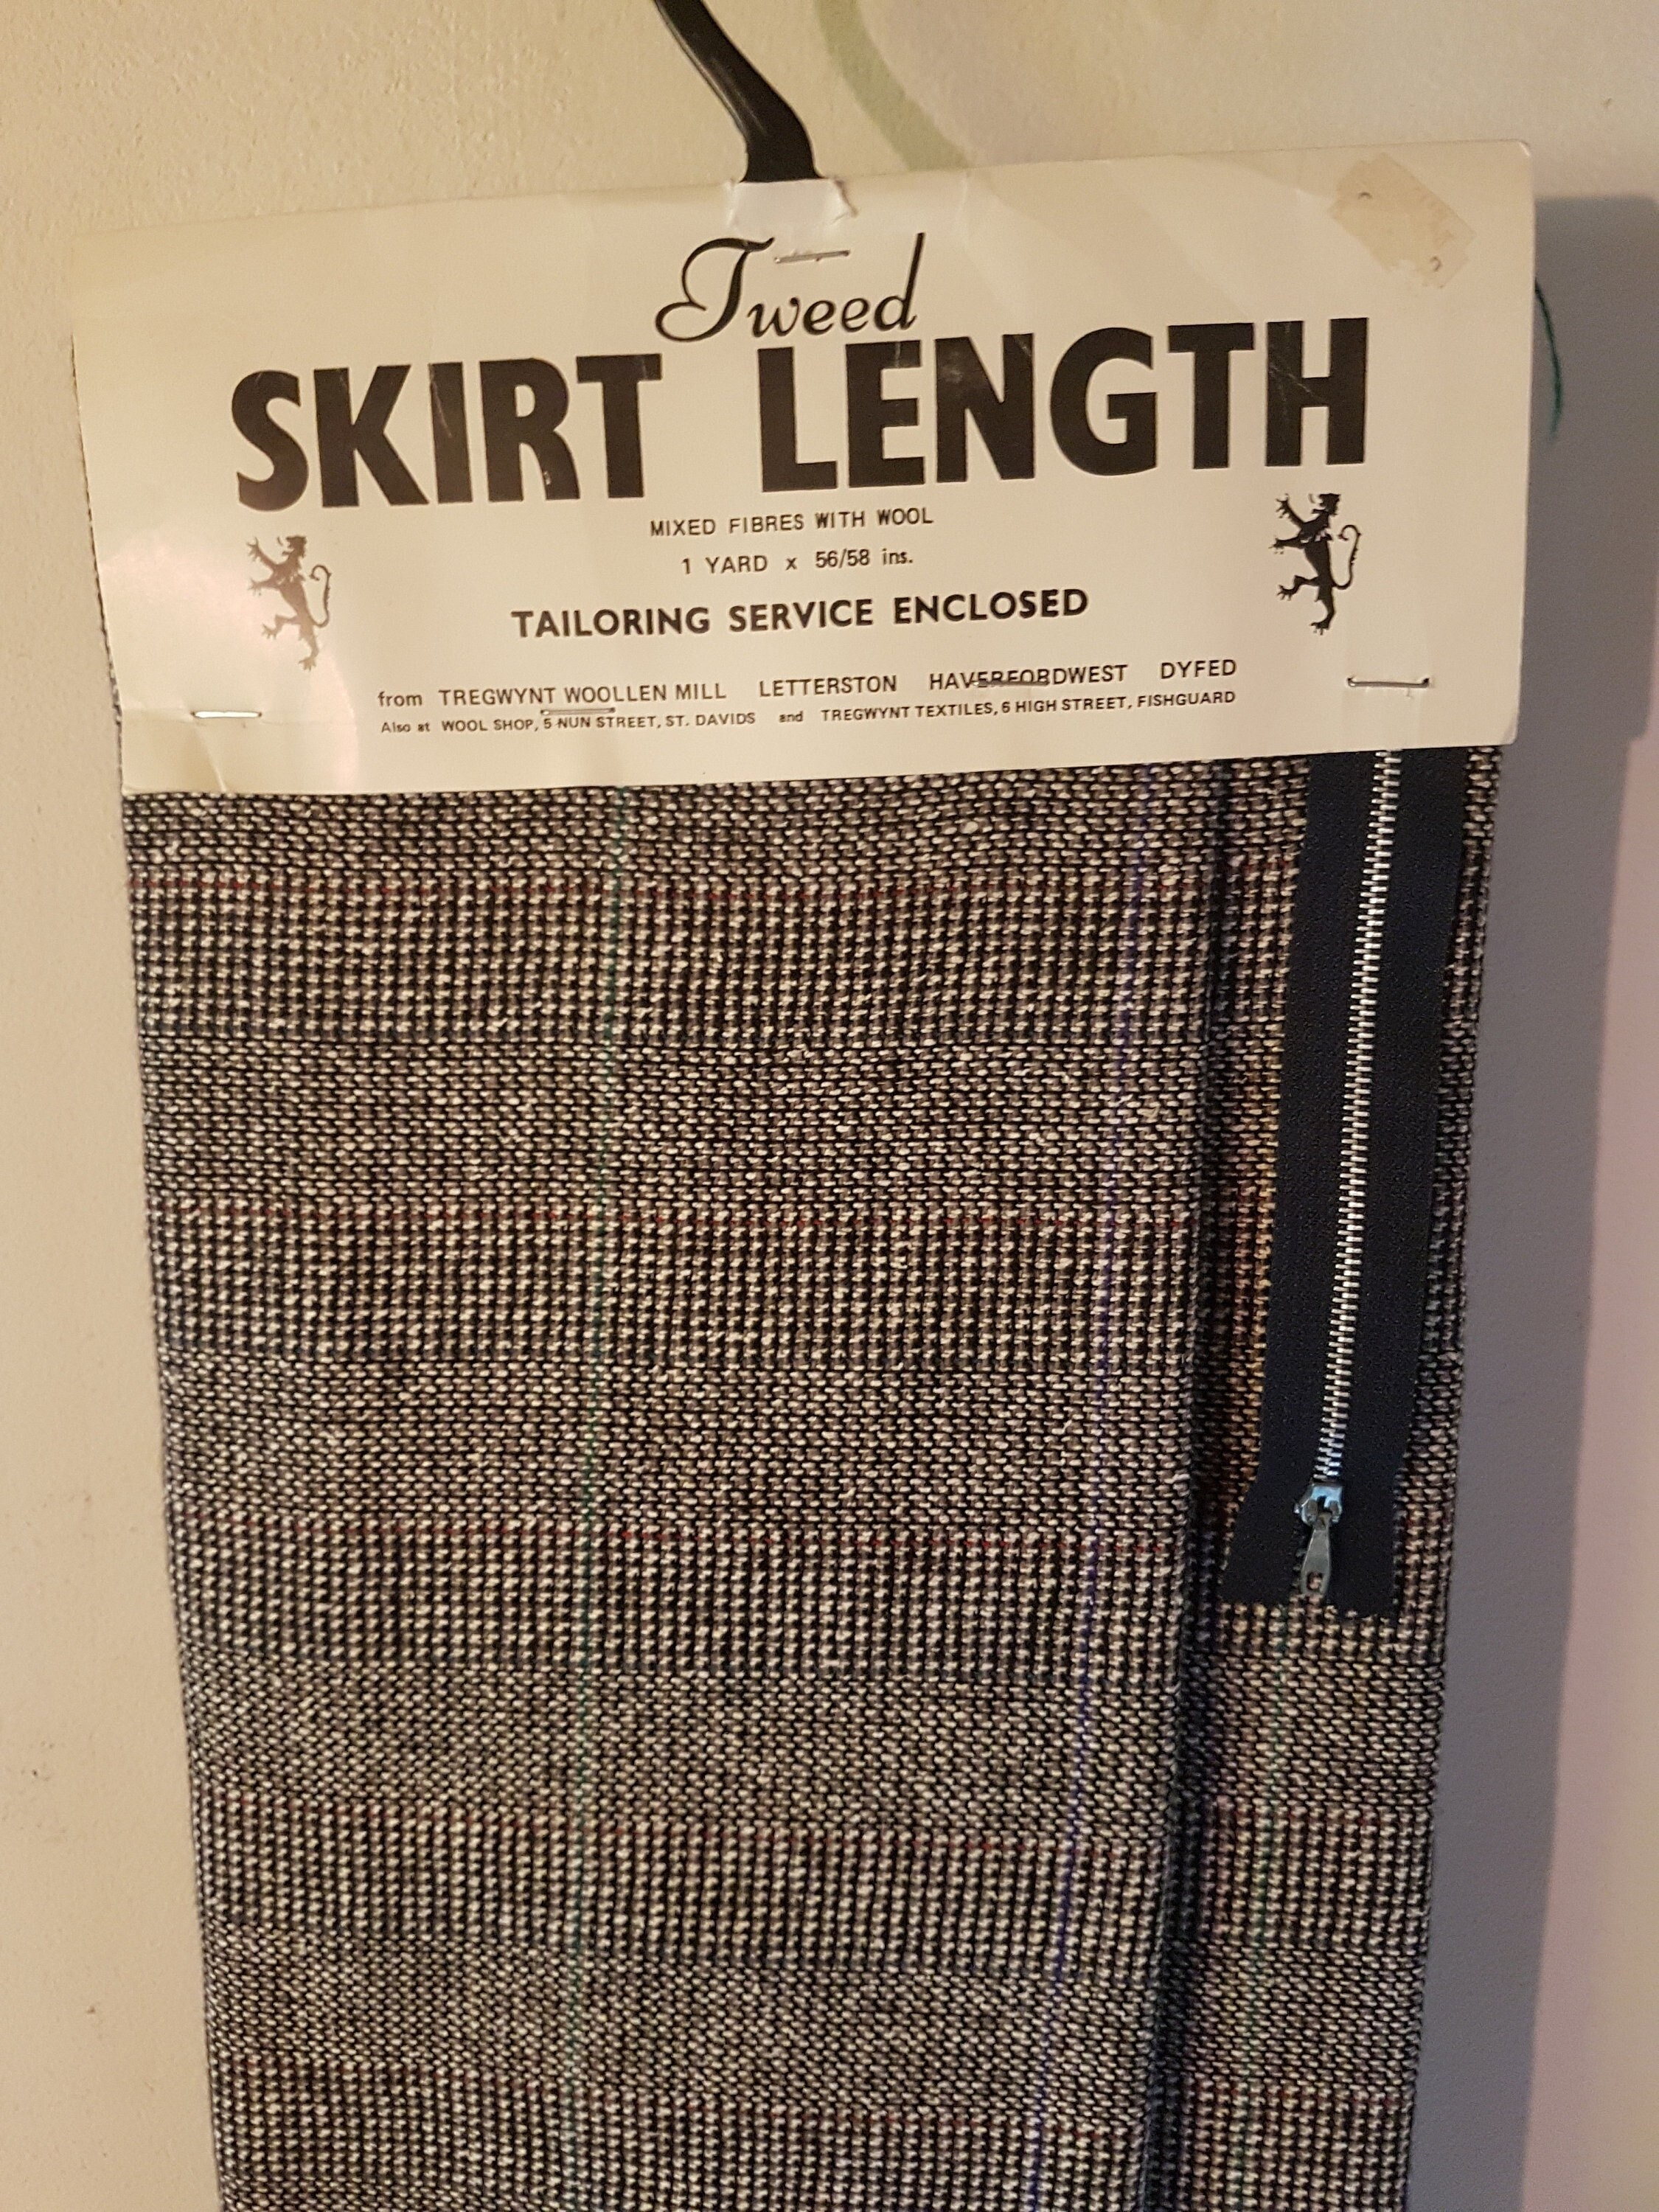 Tweed
SKIRT LENGTH
MIXED FIBRES WITH WOOL
1 YARD x 56/58 ins.
TAILORING SERVICE ENCLOSED
from TREGWYNT WOOLLEN MILL LETTERSTON HAVERFORDWEST DYFED
Also at WOOL SHOP, 5 NUN STREET, ST. DAVIDS and TREGWYNT TEXTILES, 6 HIGH STREET, FISHGUARD